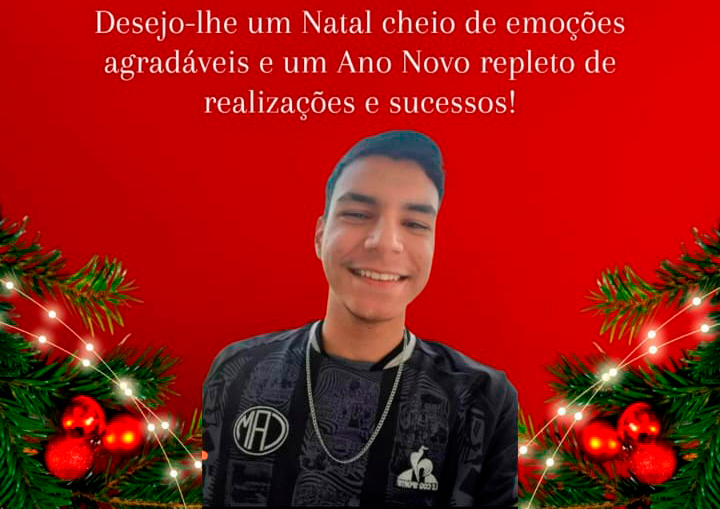 Desejo-lhe um Natal cheio de emoções
agradáveis e um Ano Novo repleto de
realizações e sucessos!